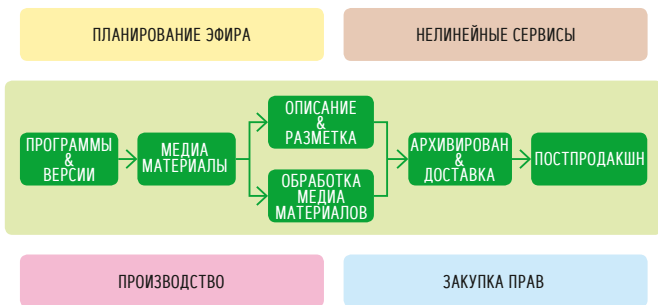 ПЛАНИРОВАНИЕ ЭФИРА
НЕЛИНЕЙНЫЕ СЕРВИСЫ
ПРОГРАММЫ
&
ВЕРСИИ
МЕДИА
МАТЕРИАЛЫ
ОПИСАНИЕ
&
РАЗМЕТКА
ОБРАБОТКА
МЕДИА
МАТЕРИАЛОВ
АРХИВИРОВАН
&
ДОСТАВКА
ПОСТПРОДАКШН
ПРОИЗВОДСТВО
ЗАКУПКА ПРАВ